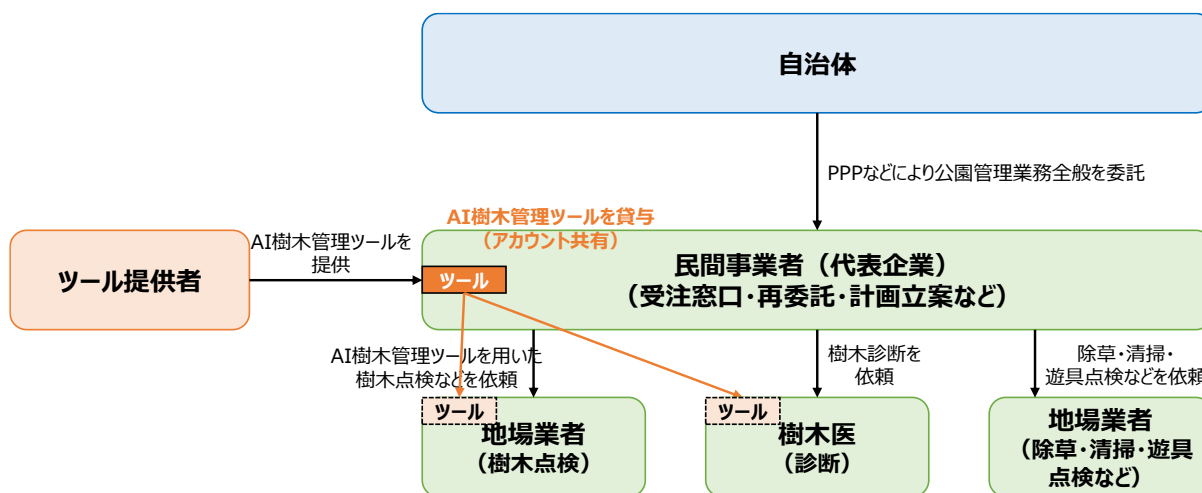 自治体
PPPなどにより公園管理業務全般を委託
AI樹木管理ツールを貸与
（アカウント共有）
AI樹木管理ツールを
提供
ツール提供者
民間事業者（代表企業）
（受注窓口・再委託・計画立案など）
ツール
AI樹木管理ツールを用いた
樹木点検などを依頼
樹木診断を
依頼
除草・清掃・
遊具点検などを依頼
ツール
地場業者
（樹木点検）
ツール
樹木医
（診断）
地場業者
（除草・清掃・遊具
点検など）